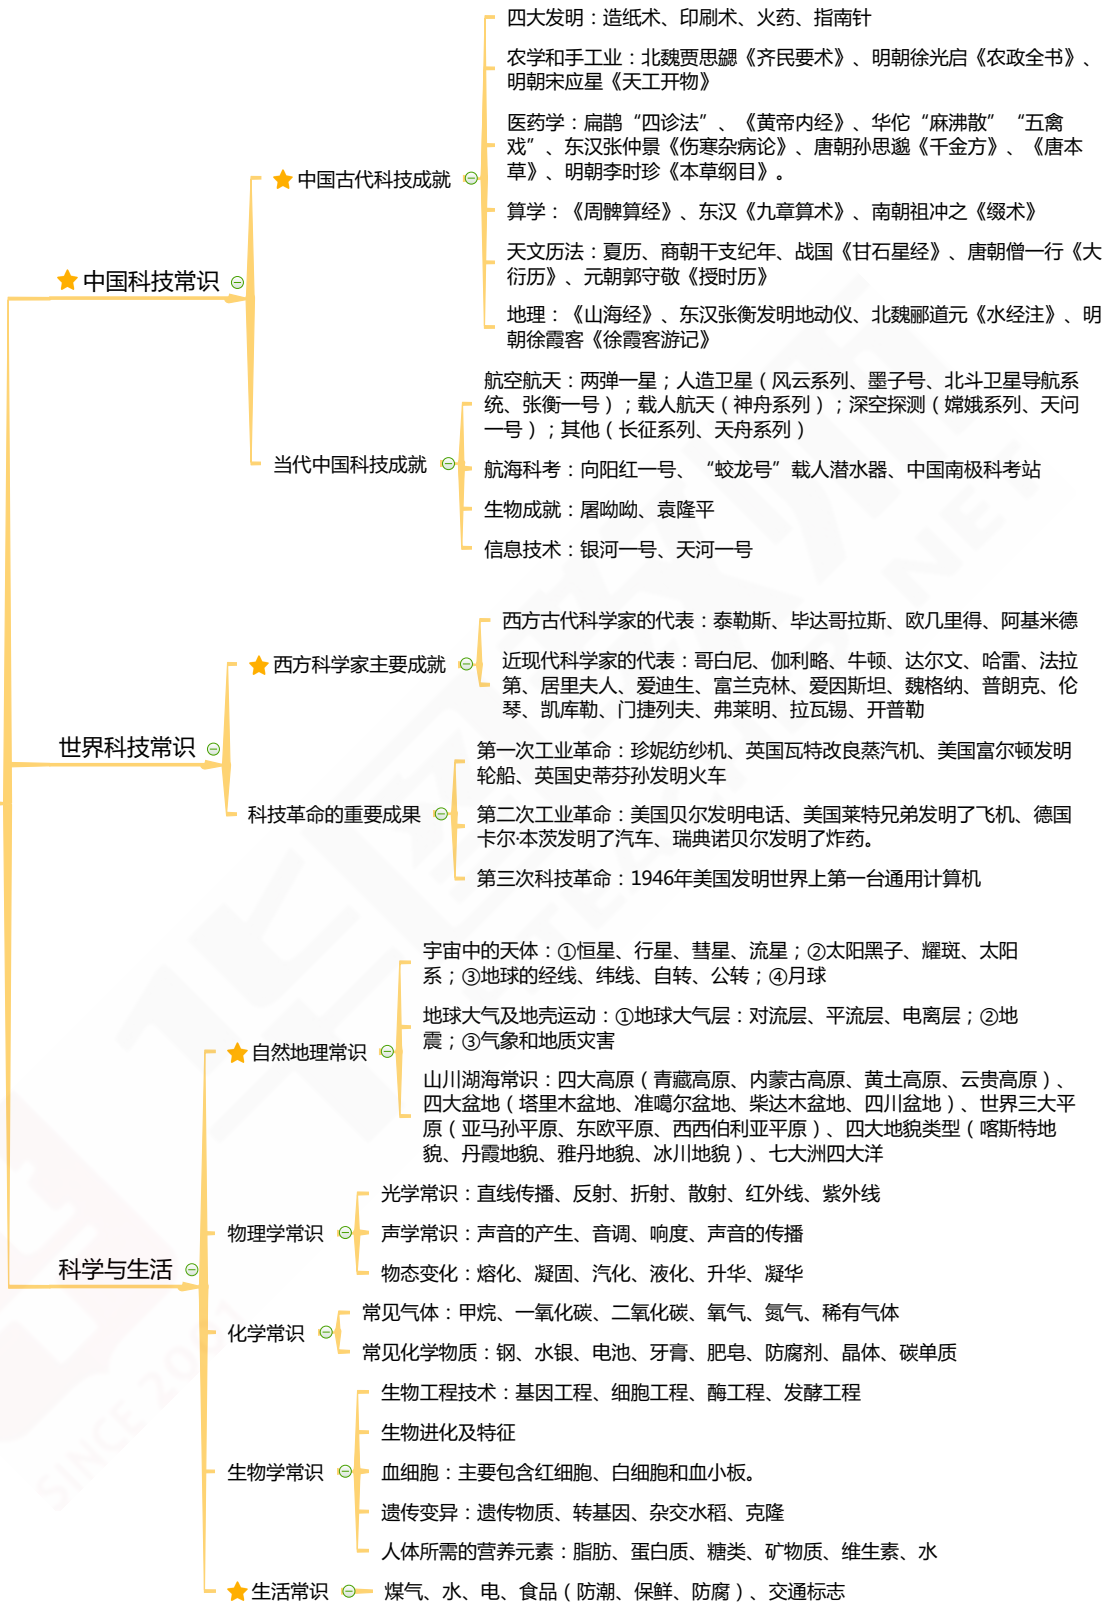 四大发明：造纸术、印刷术、火药、指南针
农学和手工业：北魏贾思勰《齐民要术》、明朝徐光启《农政全书》、
明朝宋应星《天工开物》
医药学：扁鹊“四诊法”、《黄帝内经》、华佗“麻沸散”“五禽
戏”、东汉张仲景《伤寒杂病论》、唐朝孙思邈《千金方》、《唐本
草》、明朝李时珍《本草纲目》。
中国古代科技成就
算学：《周髀算经》、东汉《九章算术》、南朝祖冲之《缀术》
天文历法：夏历、商朝干支纪年、战国《甘石星经》、唐朝僧一行《大
衍历》、元朝郭守敬《授时历》
中国科技常识
地理：《山海经》、东汉张衡发明地动仪、北魏郦道元《水经注》、明
朝徐霞客《徐霞客游记》
航空航天：两弹一星；人造卫星（风云系列、墨子号、北斗卫星导航系
统、张衡一号）；载人航天（神舟系列）；深空探测（嫦娥系列、天问
一号）；其他（长征系列、天舟系列）
当代中国科技成就
航海科考：向阳红一号、“蛟龙号”载人潜水器、中国南极科考站
生物成就：屠呦呦、袁隆平
信息技术：银河一号、天河一号
西方古代科学家的代表：泰勒斯、毕达哥拉斯、欧几里得、阿基米德
西方科学家主要成就
近现代科学家的代表：哥白尼、伽利略、牛顿、达尔文、哈雷、法拉
第、居里夫人、爱迪生、富兰克林、爱因斯坦、魏格纳、普朗克、伦
琴、凯库勒、门捷列夫、弗莱明、拉瓦锡、开普勒
世界科技常识
第一次工业革命：珍妮纺纱机、英国瓦特改良蒸汽机、美国富尔顿发明
轮船、英国史蒂芬孙发明火车
科技革命的重要成果
第二次工业革命：美国贝尔发明电话、美国莱特兄弟发明了飞机、德国
卡尔·本茨发明了汽车、瑞典诺贝尔发明了炸药。
第三次科技革命：1946年美国发明世界上第一台通用计算机
宇宙中的天体：①恒星、行星、彗星、流星；②太阳黑子、耀斑、太阳
系；③地球的经线、纬线、自转、公转；④月球
地球大气及地壳运动：①地球大气层：对流层、平流层、电离层；②地
震；③气象和地质灾害
自然地理常识
山川湖海常识：四大高原（青藏高原、内蒙古高原、黄土高原、云贵高原）、
四大盆地（塔里木盆地、准噶尔盆地、柴达木盆地、四川盆地）、世界三大平
原（亚马孙平原、东欧平原、西西伯利亚平原）、四大地貌类型（喀斯特地
貌、丹霞地貌、雅丹地貌、冰川地貌）、七大洲四大洋
光学常识：直线传播、反射、折射、散射、红外线、紫外线
物理学常识
声学常识：声音的产生、音调、响度、声音的传播
物态变化：熔化、凝固、汽化、液化、升华、凝华
科学与生活
常见气体：甲烷、一氧化碳、二氧化碳、氧气、氮气、稀有气体
化学常识
常见化学物质：钢、水银、电池、牙膏、肥皂、防腐剂、晶体、碳单质
生物工程技术：基因工程、细胞工程、酶工程、发酵工程
生物进化及特征
生物学常识
血细胞：主要包含红细胞、白细胞和血小板。
遗传变异：遗传物质、转基因、杂交水稻、克隆
人体所需的营养元素：脂肪、蛋白质、糖类、矿物质、维生素、水
生活常识
煤气、水、电、食品（防潮、保鲜、防腐）、交通标志
SINCE 2001